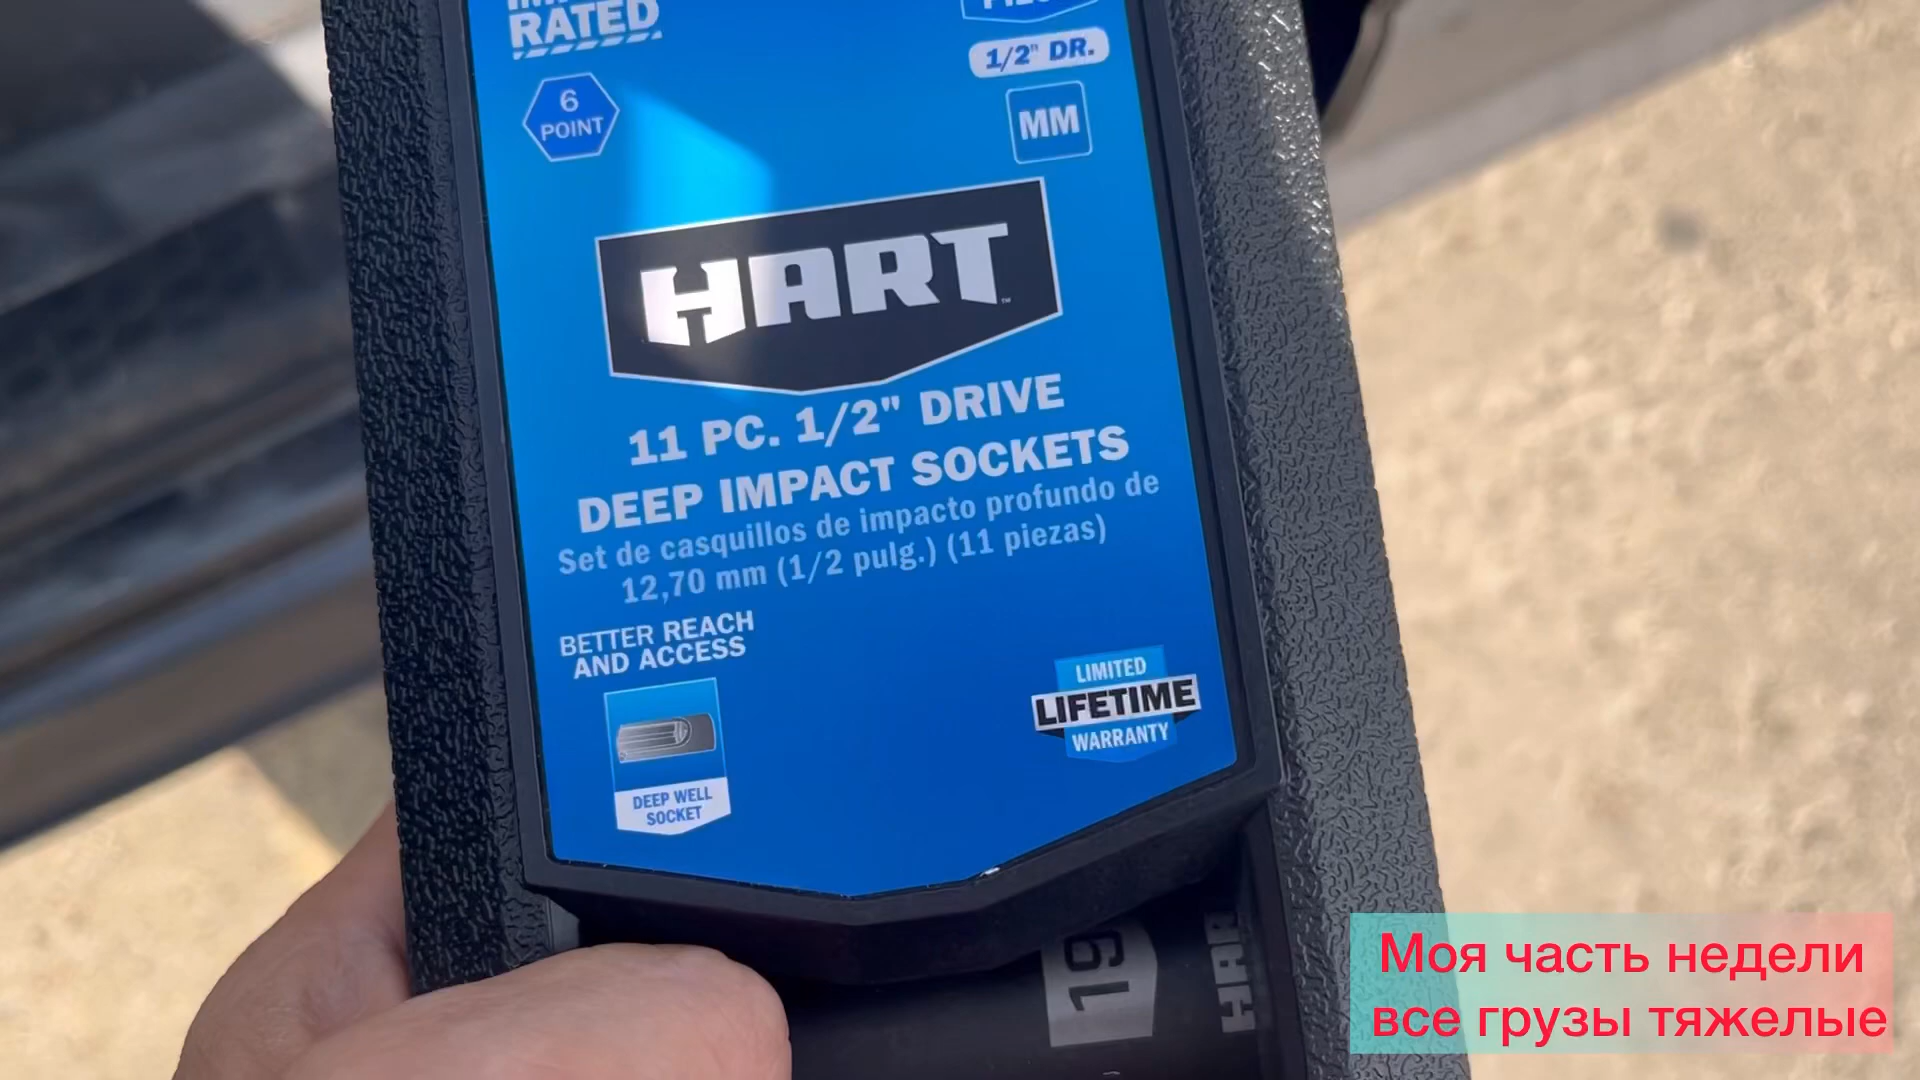 RATED
1/2" DR.
6
POINT
MM
HART
™
11 PC. 1/2" DRIVE
DEEP IMPACT SOCKETS
Set de casquillos de impacto profundo de
12,70 mm (1/2 pulg.) (11 piezas)
BETTER REACH
AND ACCESS
LIMITED
LIFETIME
WARRANTY
DEEP WELL
SOCKET
19
Моя часть недели
все грузы тяжелые